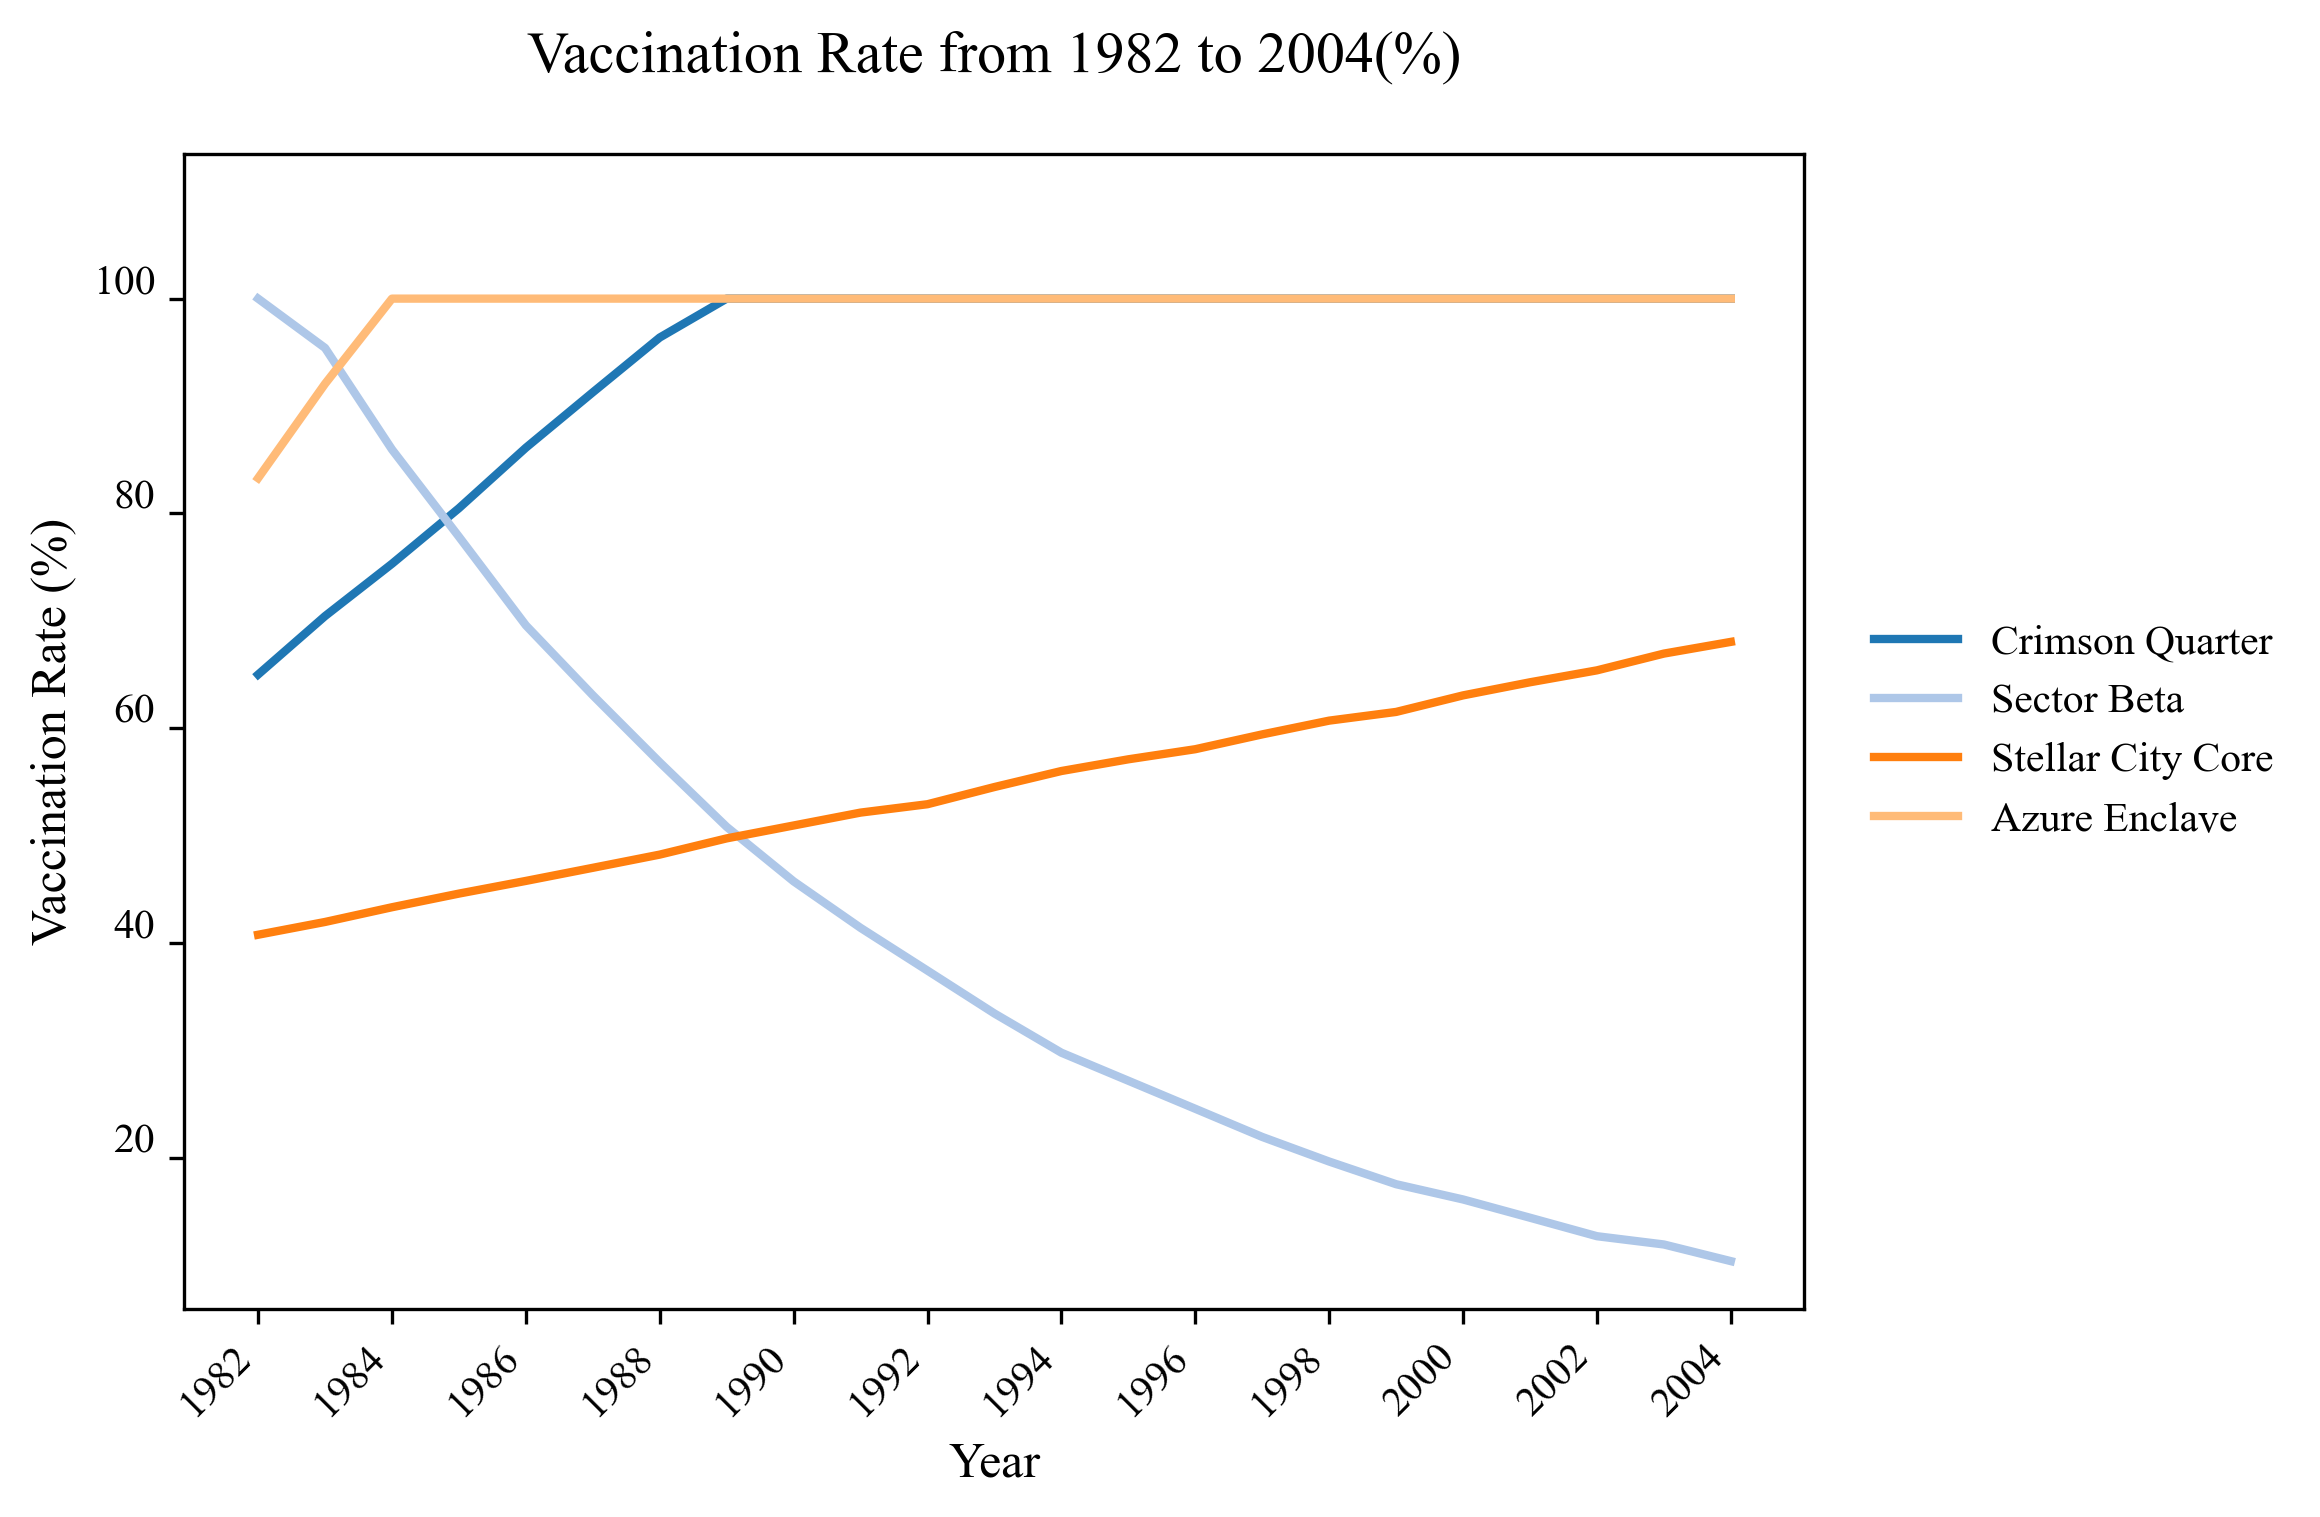 Vaccination Rate from 1982 to 2004(%)
Vaccination Rate (%)
100
80
60
40
20
1982
1984
1986
1988
1990
1992
1994
1996
1998
2000
2002
2004
Year
Crimson Quarter
Sector Beta
Stellar City Core
Azure Enclave